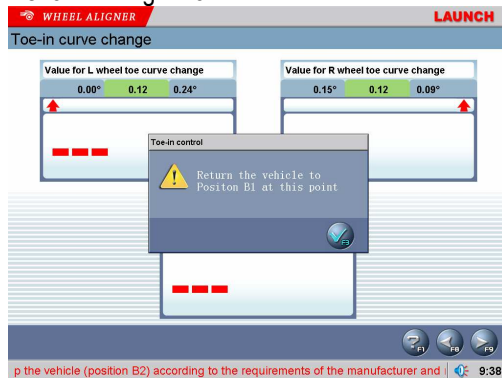 WHEEL ALIGNER
LAUNCH
Toe-in curve change
Value for L wheel toe curve change
0.00° 0.12 0.24°
Value for R wheel toe curve change
0.15° 0.12 0.09°
Toe-in control
Return the vehicle to
Positon B1 at this point
F3
F1 F8 F9
p the vehicle (position B2) according to the requirements of the manufacturer and
9:38